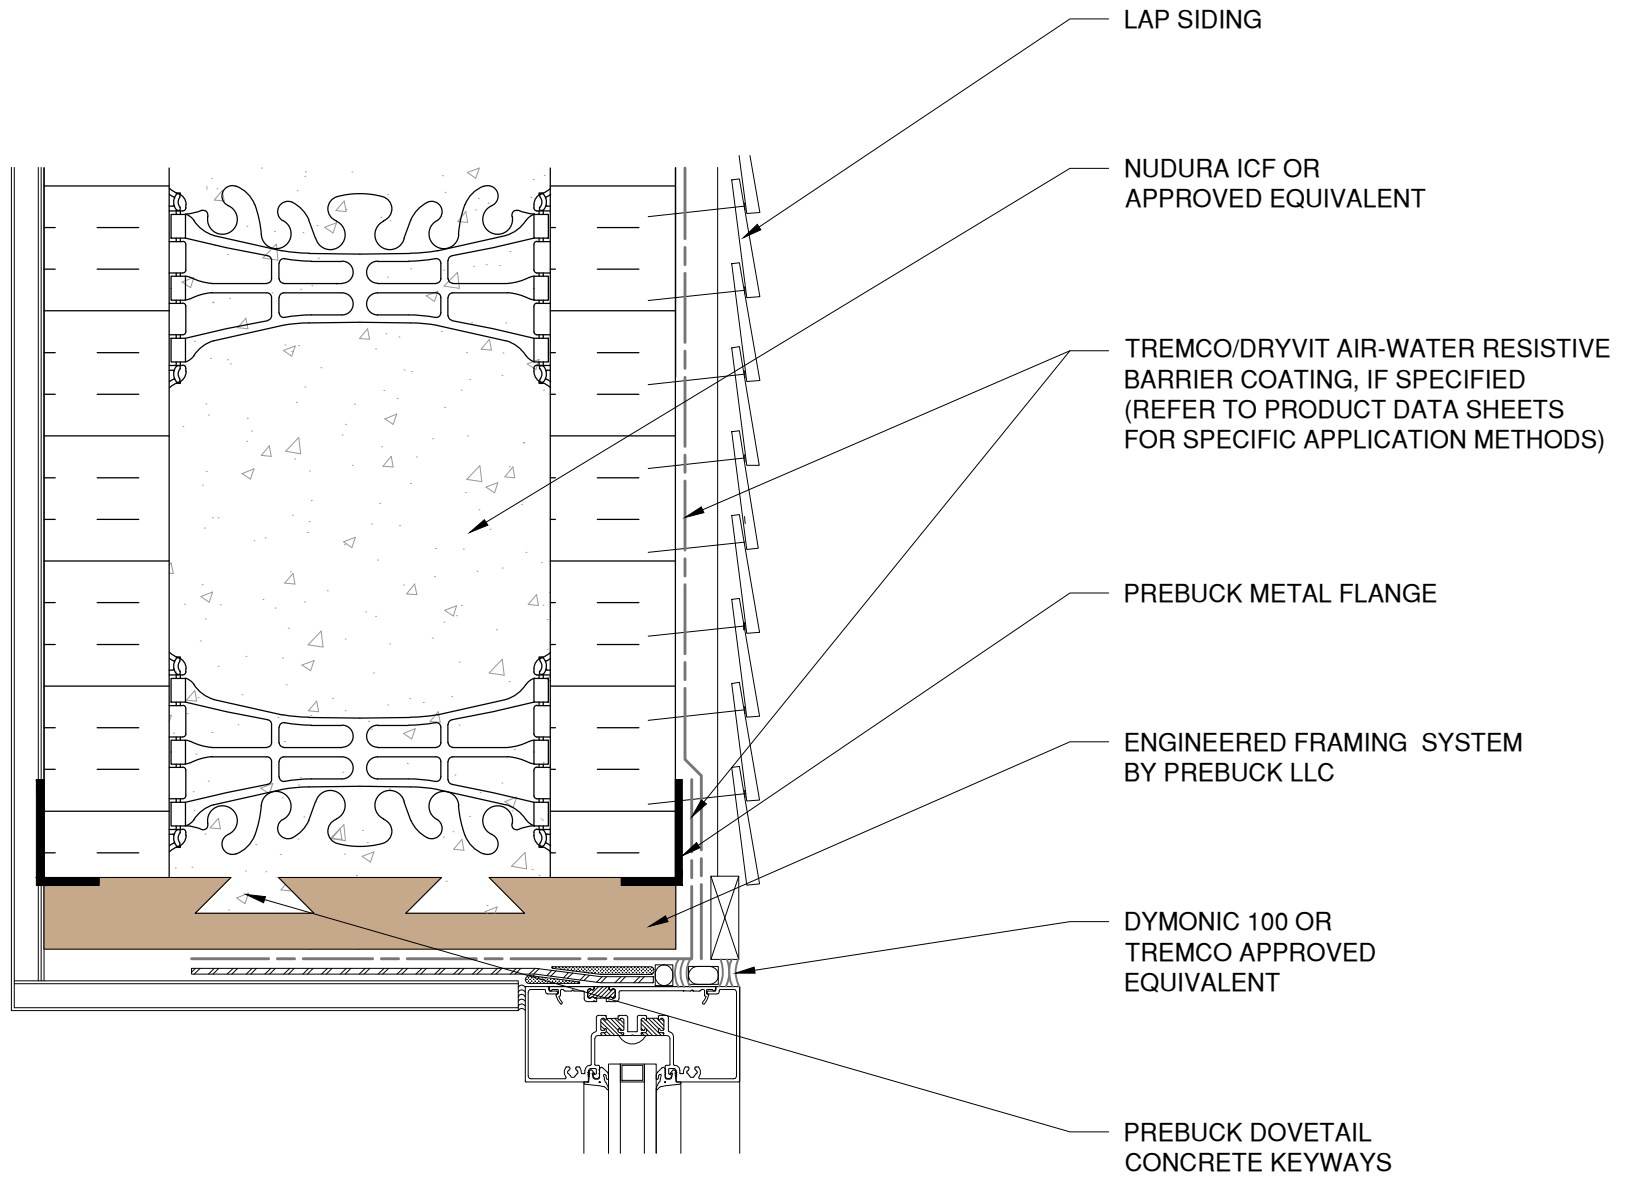 LAP SIDING
NUDURA ICF OR
APPROVED EQUIVALENT
TREMCO/DRYVIT AIR-WATER RESISTIVE
BARRIER COATING, IF SPECIFIED
(REFER TO PRODUCT DATA SHEETS
FOR SPECIFIC APPLICATION METHODS)
PREBUCK METAL FLANGE
ENGINEERED FRAMING  SYSTEM
BY PREBUCK LLC
DYMONIC 100 OR
TREMCO APPROVED
EQUIVALENT
PREBUCK DOVETAIL
CONCRETE KEYWAYS